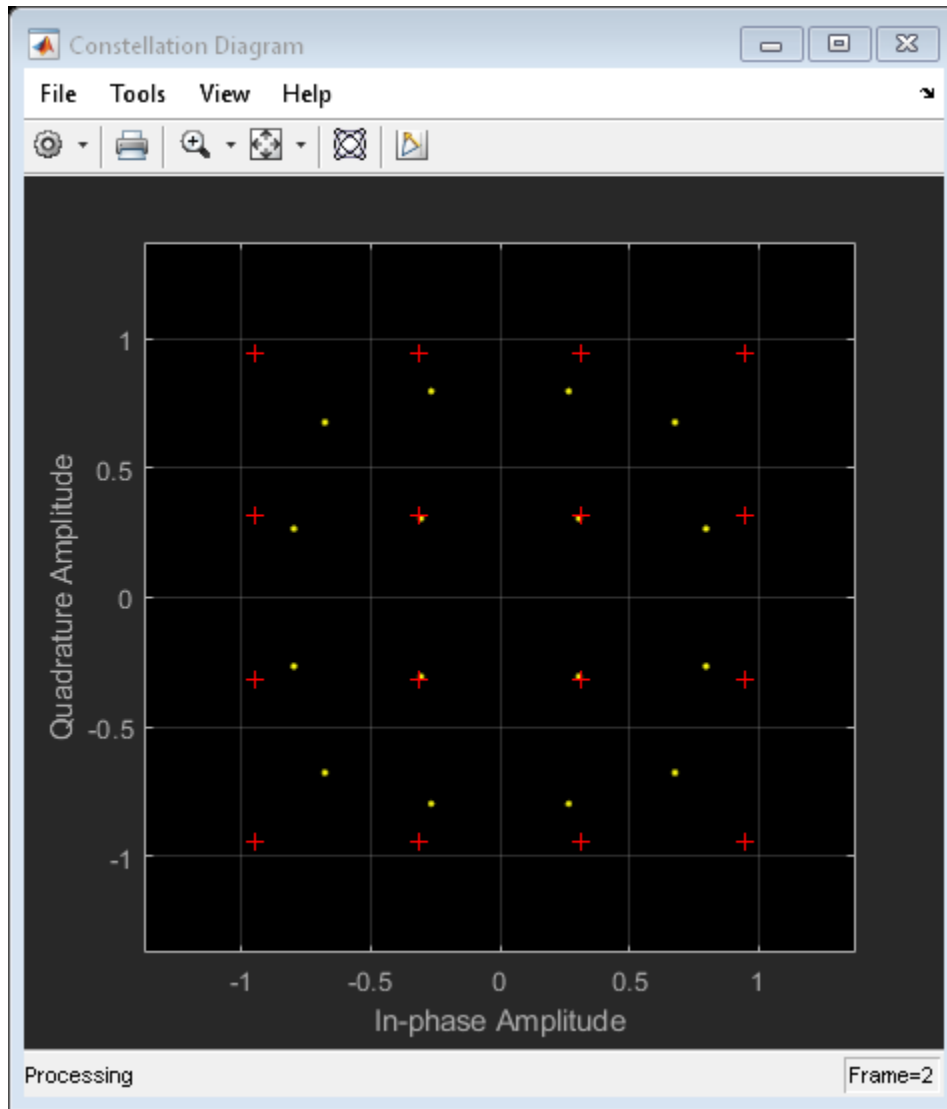 Constellation Diagram
File Tools View Help
1
0.5
0
-0.5
-1
Quadrature Amplitude
-1 -0.5 0 0.5 1
In-phase Amplitude
Processing Frame=2